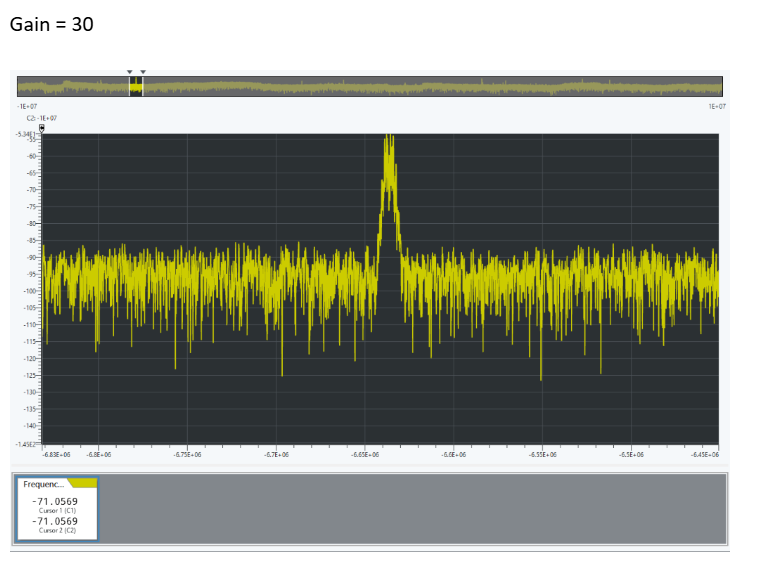 Gain = 30
-1E+07
1E+07
C2: -1E+07
-5.34E1
-55
-60
-65
-70
-75
-80
-85
-90
-95
-100
-105
-110
-115
-120
-125
-130
-135
-140
-1.45E2
-6.83E+06 -6.8E+06 -6.75E+06 -6.7E+06 -6.65E+06 -6.6E+06 -6.55E+06 -6.5E+06 -6.45E+06
Frequenc...
-71.0569
Cursor 1 (C1)
-71.0569
Cursor 2 (C2)